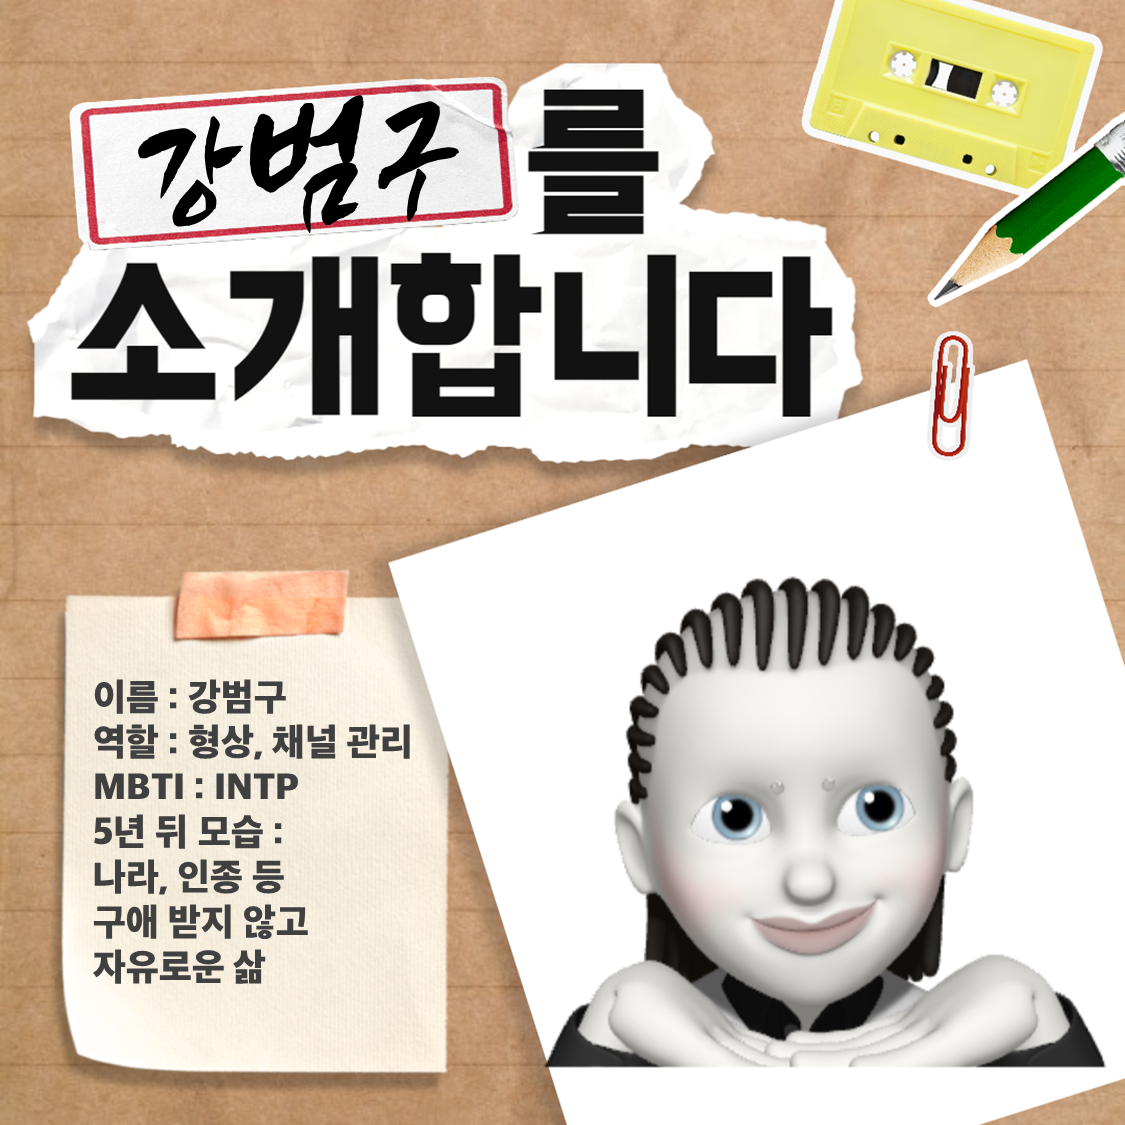 강범구를
소개합니다
이름 : 강범구
역할 : 형상, 채널 관리
MBTI : INTP
5년 뒤 모습 :
나라, 인종 등
구애 받지 않고
자유로운 삶